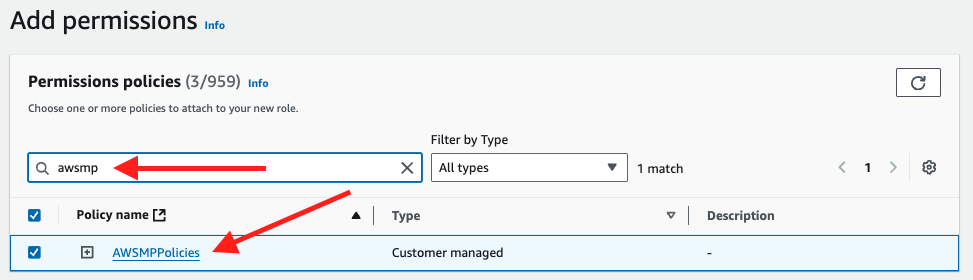 Add permissions Info
Permissions policies (3/959) Info
Choose one or more policies to attach to your new role.
Filter by Type
awsmp
All types
1 match
1
Policy name
Type
Description
AWSMPPolicies
Customer managed
-